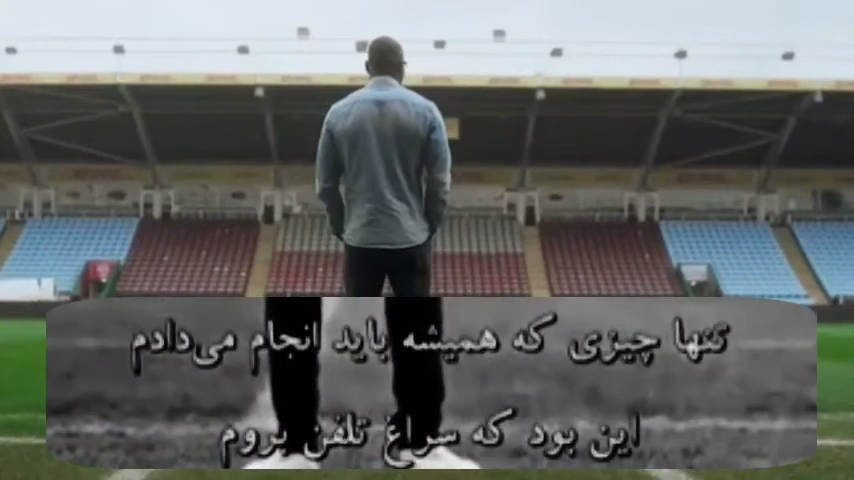 تنها چیزی که همیشه باید انجام می‌دادم
این بود که سراغ تلفن بروم